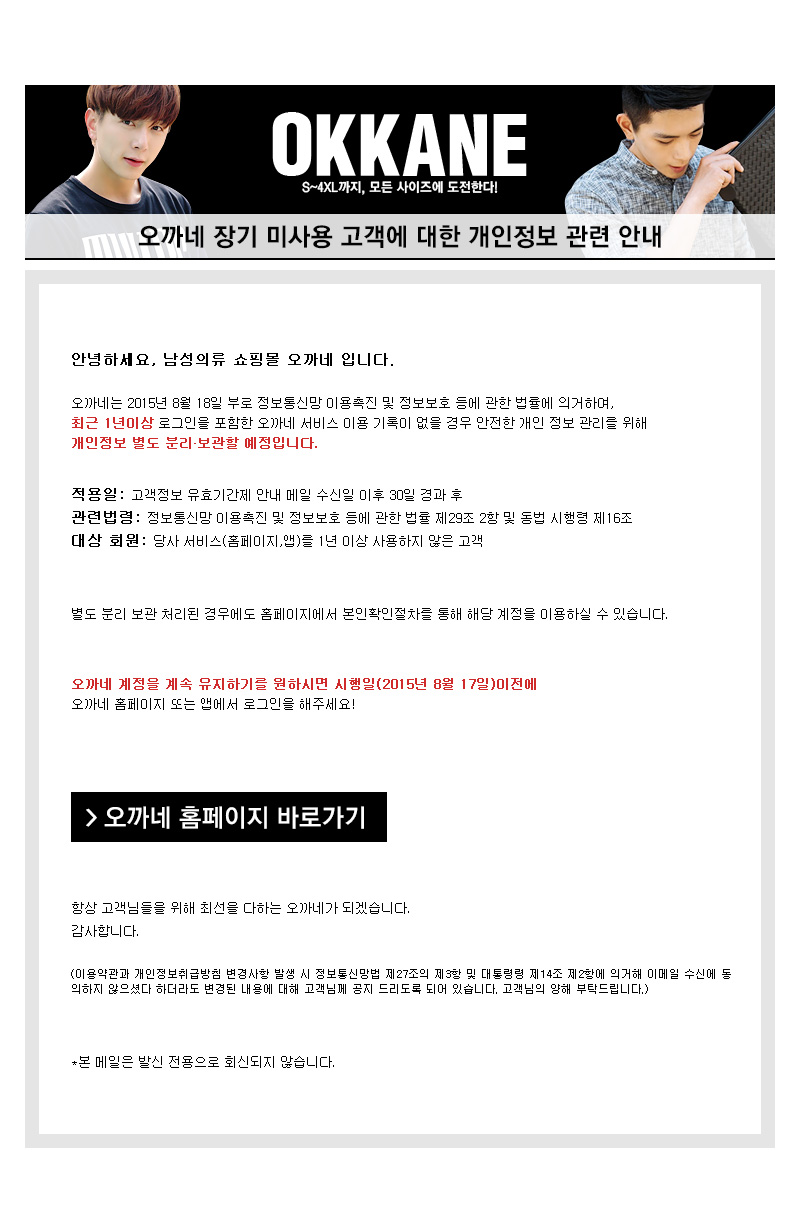 OKKANE
S~4XL까지, 모든 사이즈에 도전한다!
오까네 장기 미사용 고객에 대한 개인정보 관련 안내
안녕하세요, 남성의류 쇼핑몰 오까네 입니다.
오까네는 2015년 8월 18일 부로 정보통신망 이용촉진 및 정보보호 등에 관한 법률에 의거하여,
최근 1년이상 로그인을 포함한 오까네 서비스 이용 기록이 없을 경우 안전한 개인 정보 관리를 위해
개인정보 별도 분리·보관할 예정입니다.
적용일: 고객정보 유효기간제 안내 메일 수신일 이후 30일 경과 후
관련법령: 정보통신망 이용촉진 및 정보보호 등에 관한 법률 제29조 2항 및 동법 시행령 제16조
대상 회원: 당사 서비스(홈페이지,앱)를 1년 이상 사용하지 않은 고객
별도 분리 보관 처리된 경우에도 홈페이지에서 본인확인절차를 통해 해당 계정을 이용하실 수 있습니다.
오까네 계정을 계속 유지하기를 원하시면 시행일(2015년 8월 17일)이전에
오까네 홈페이지 또는 앱에서 로그인을 해주세요!
> 오까네 홈페이지 바로가기
항상 고객님들을 위해 최선을 다하는 오까네가 되겠습니다.
감사합니다.
(이용약관과 개인정보취급방침 변경사항 발생 시 정보통신망법 제27조의 제3항 및 대통령령 제14조 제2항에 의거해 이메일 수신에 동
의하지 않으셨다 하더라도 변경된 내용에 대해 고객님께 공지 드리도록 되어 있습니다. 고객님의 양해 부탁드립니다.)
*본 메일은 발신 전용으로 회신되지 않습니다.